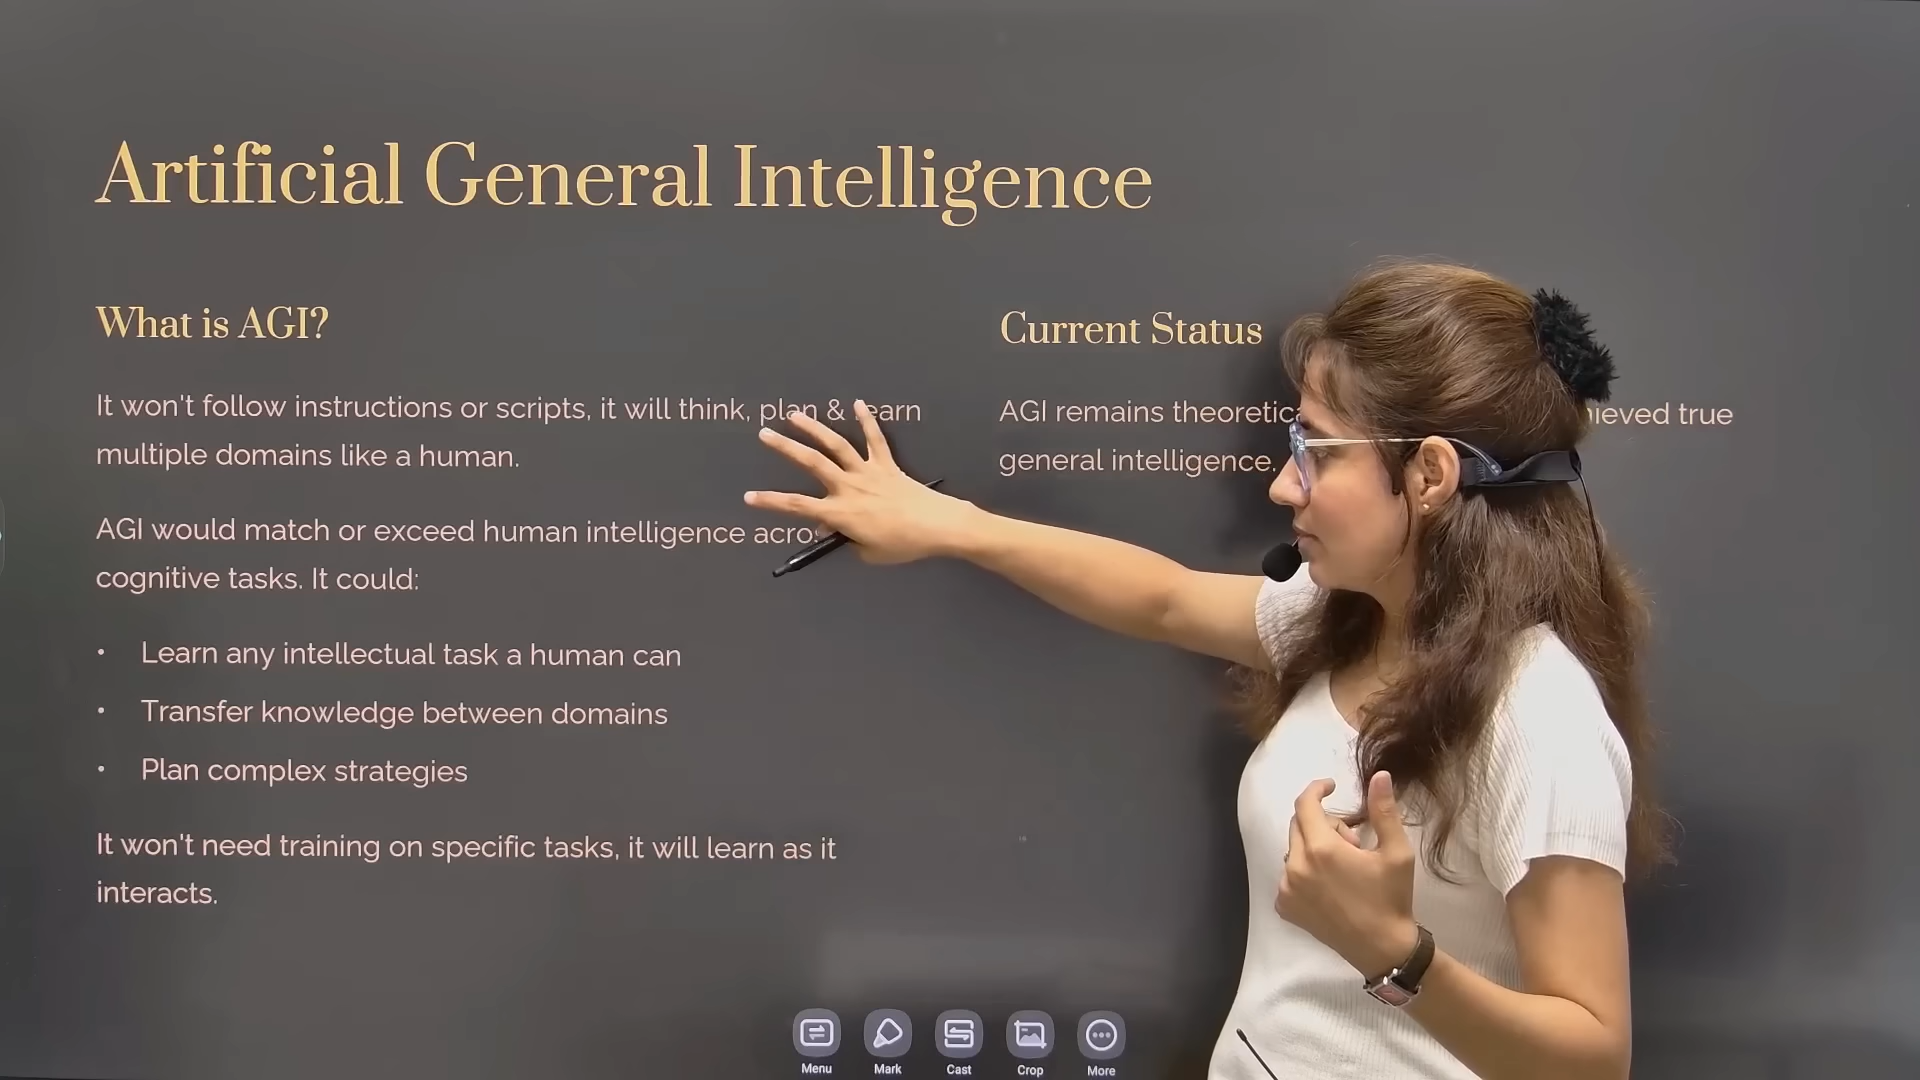 Artificial General Intelligence
What is AGI?
It won't follow instructions or scripts, it will think, plan & learn
multiple domains like a human.
AGI would match or exceed human intelligence
cognitive tasks. It could:
• Learn any intellectual task a human can
• Transfer knowledge between domains
• Plan complex strategies
It won't need training on specific tasks, it will learn as it
interacts.
Current Status
AGI remains true
general intelligence.
Menu Mark Cast Crop More